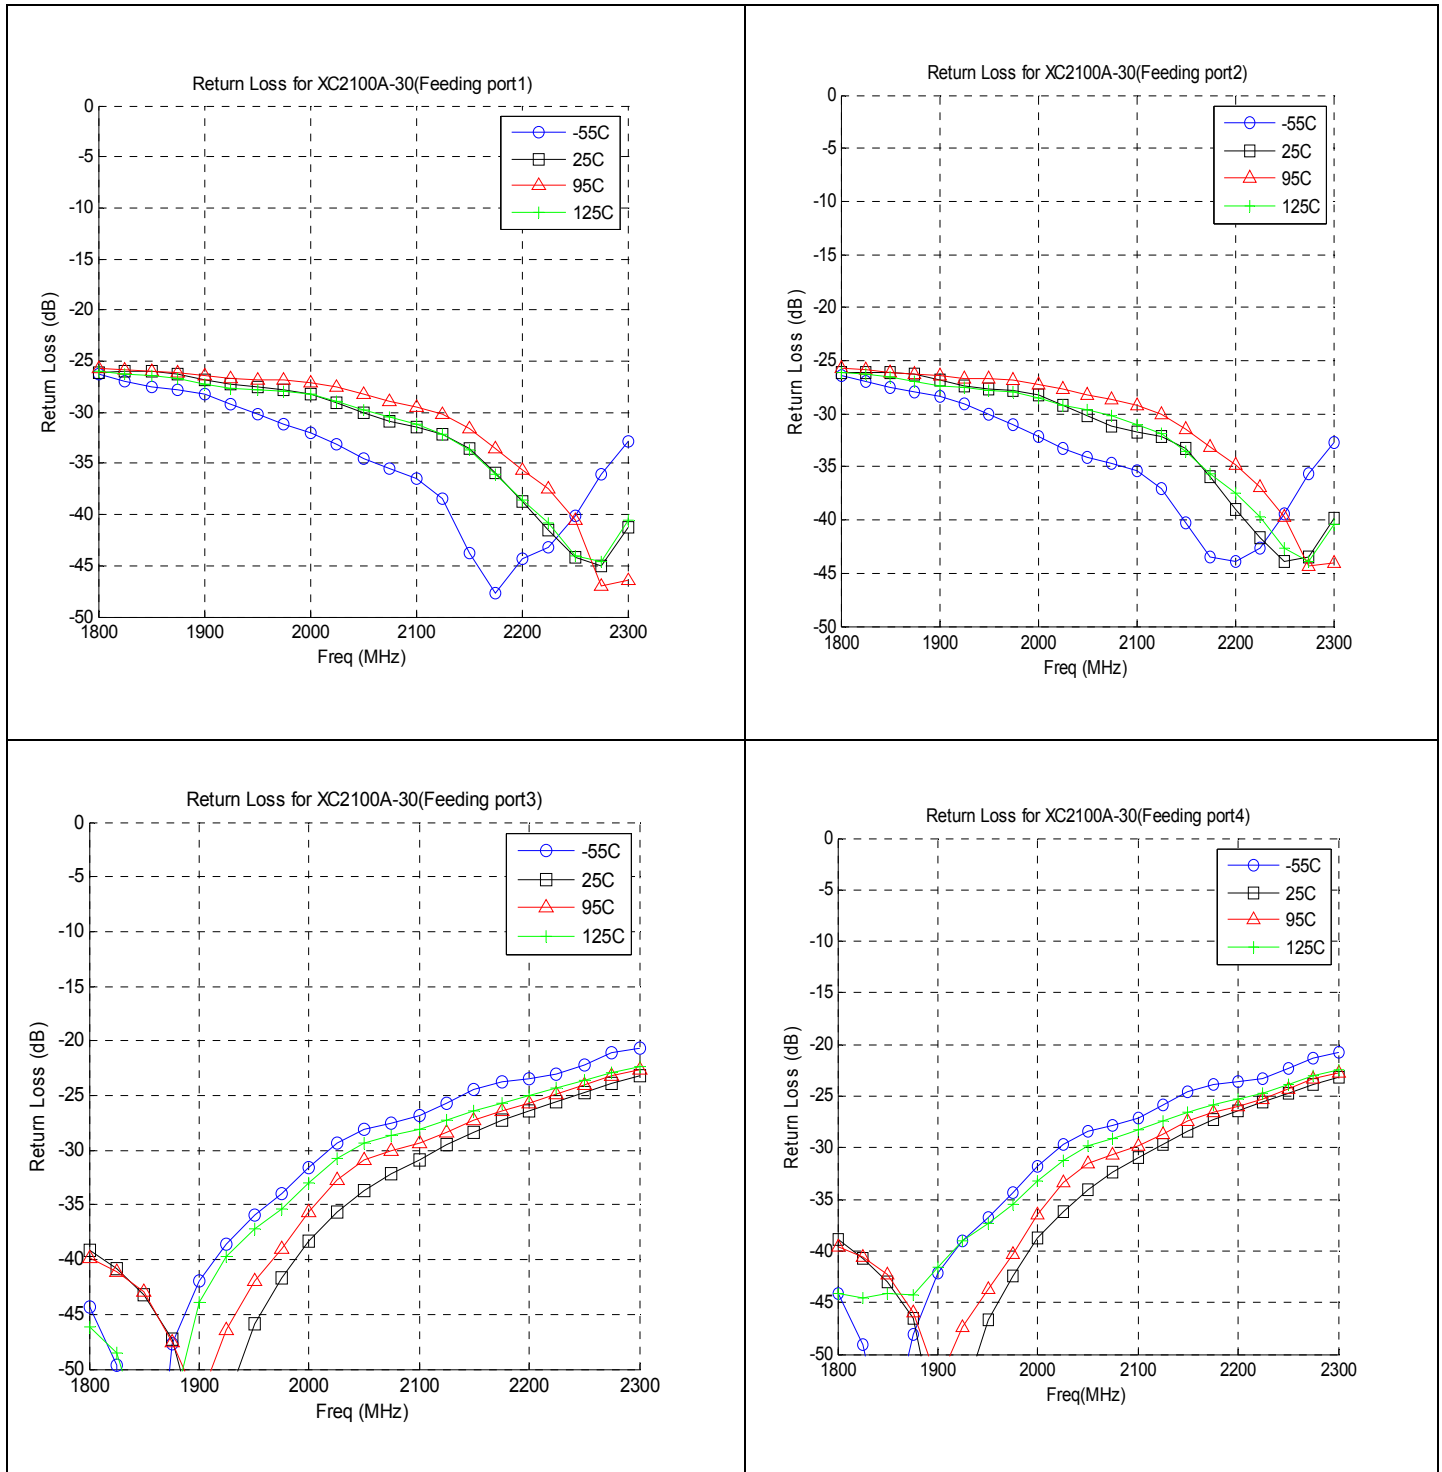 Return Loss for XC2100A-30(Feeding port1)
0
-5
-10
-15
-20
-25
-30
-35
-40
-45
-50
Return Loss (dB)
-55C
25C
95C
125C
1800
1900
2000
2100
2200
2300
Freq (MHz)
Return Loss for XC2100A-30(Feeding port2)
0
-5
-10
-15
-20
-25
-30
-35
-40
-45
-50
Return Loss (dB)
-55C
25C
95C
125C
1800
1900
2000
2100
2200
2300
Freq (MHz)
Return Loss for XC2100A-30(Feeding port3)
0
-5
-10
-15
-20
-25
-30
-35
-40
-45
-50
Return Loss (dB)
-55C
25C
95C
125C
1800
1900
2000
2100
2200
2300
Freq (MHz)
Return Loss for XC2100A-30(Feeding port4)
0
-5
-10
-15
-20
-25
-30
-35
-40
-45
-50
Return Loss (dB)
-55C
25C
95C
125C
1800
1900
2000
2100
2200
2300
Freq(MHz)